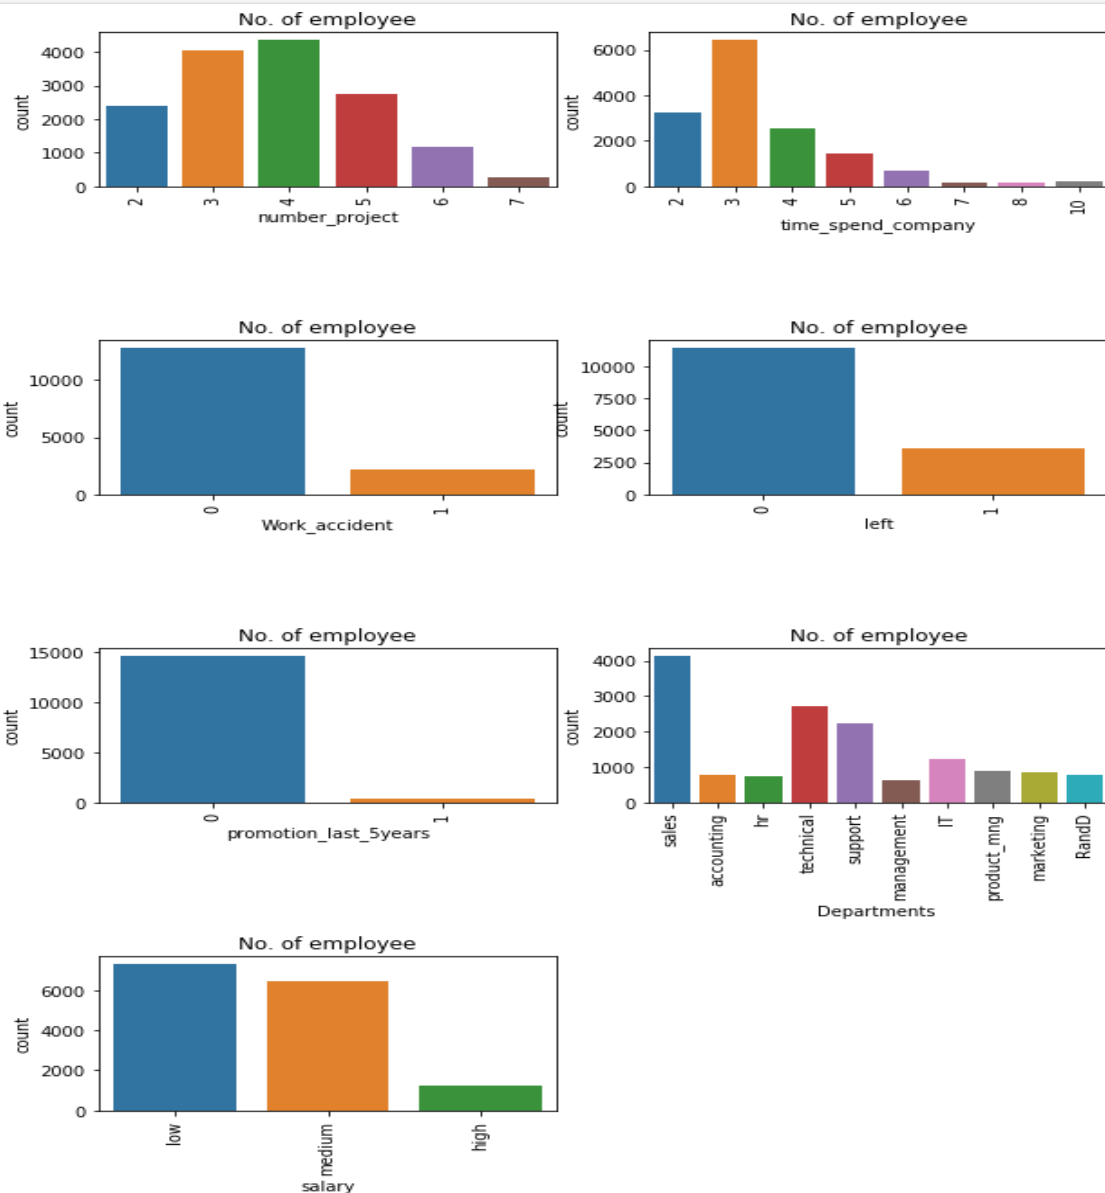 No. of employee
count
4000
3000
2000
1000
0
2 3 4 5 6 7
number_project
No. of employee
count
6000
4000
2000
0
2 3 4 5 6 7 8 10
time_spend_company
No. of employee
count
10000
5000
0
0 1
Work_accident
No. of employee
count
10000
7500
5000
2500
0
0 1
left
No. of employee
count
15000
10000
5000
0
0 1
promotion_last_5years
No. of employee
count
4000
3000
2000
1000
0
sales accounting hr technical support management IT product_mng marketing RandD
Departments
No. of employee
count
6000
4000
2000
0
low medium high
salary